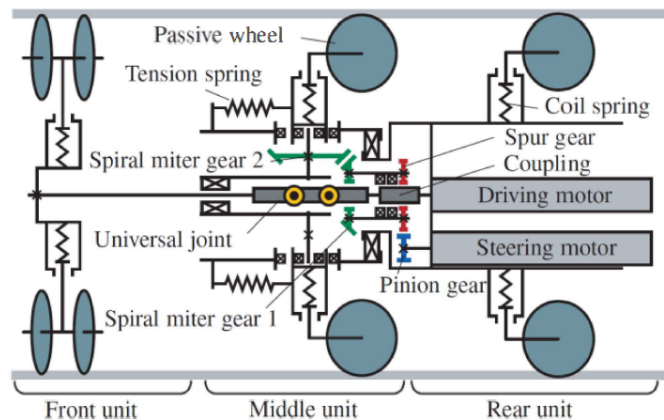 Passive wheel
Tension spring
Coil spring
Spiral miter gear 2
Spur gear
Coupling
Driving motor
Universal joint
Steering motor
Pinion gear
Spiral miter gear 1
Front unit
Middle unit
Rear unit